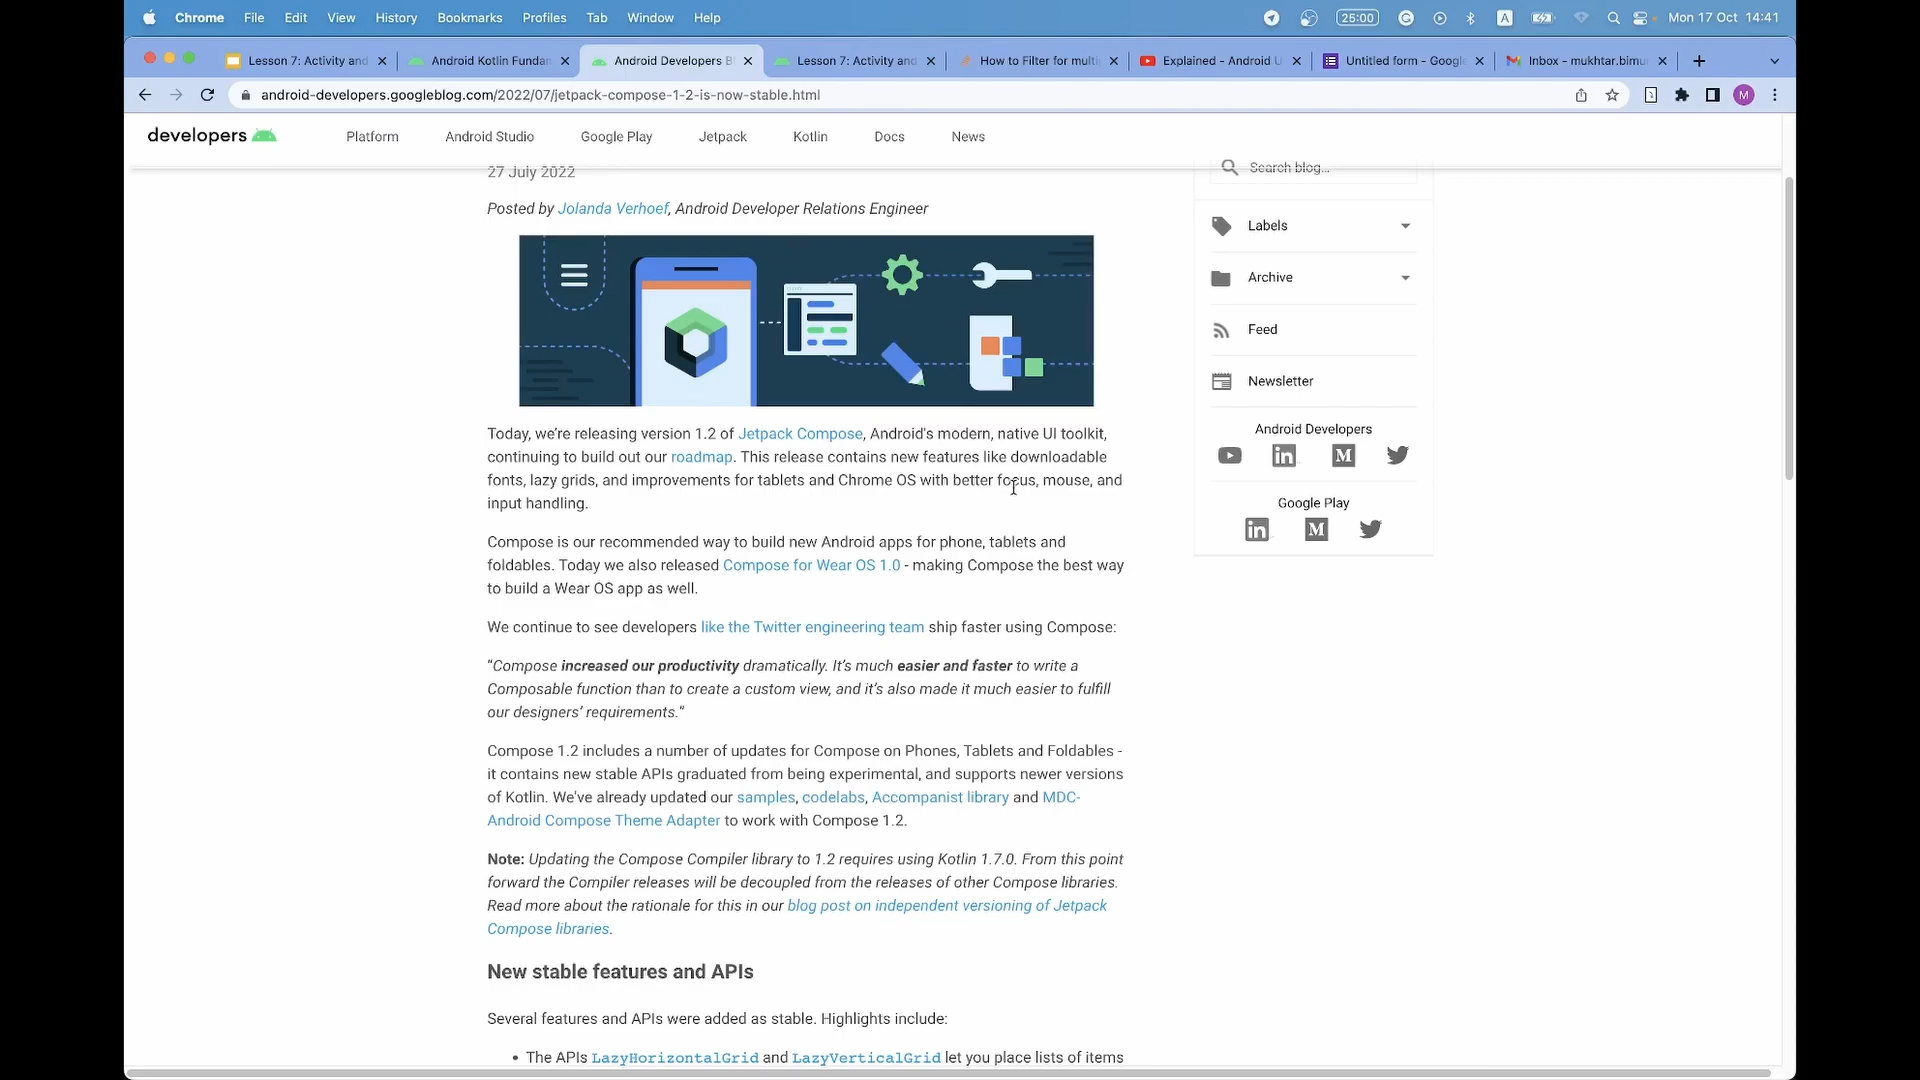 Chrome File Edit View History Bookmarks Profiles Tab Window Help 25:00 A Mon 17 Oct 14:41
Lesson 7: Activity and Android Kotlin Fundam Android Developers B Lesson 7: Activity and How to Filter for multi Explained - Android U Untitled form - Google Inbox - mukhtar.bimu
android-developers.googleblog.com/2022/07/jetpack-compose-1-2-is-now-stable.html M
developers Platform Android Studio Google Play Jetpack Kotlin Docs News
27 July 2022
Search blog...
Posted by Jolanda Verhoef, Android Developer Relations Engineer
Labels
Archive
Feed
Newsletter
Android Developers
Google Play
Today, we're releasing version 1.2 of Jetpack Compose, Android's modern, native UI toolkit,
continuing to build out our roadmap. This release contains new features like downloadable
fonts, lazy grids, and improvements for tablets and Chrome OS with better focus, mouse, and
input handling.
Compose is our recommended way to build new Android apps for phone, tablets and
foldables. Today we also released Compose for Wear OS 1.0 - making Compose the best way
to build a Wear OS app as well.
We continue to see developers like the Twitter engineering team ship faster using Compose:
"Compose increased our productivity dramatically. It's much easier and faster to write a
Composable function than to create a custom view, and it's also made it much easier to fulfill
our designers' requirements."
Compose 1.2 includes a number of updates for Compose on Phones, Tablets and Foldables -
it contains new stable APIs graduated from being experimental, and supports newer versions
of Kotlin. We've already updated our samples, codelabs, Accompanist library and MDC-
Android Compose Theme Adapter to work with Compose 1.2.
Note: Updating the Compose Compiler library to 1.2 requires using Kotlin 1.7.0. From this point
forward the Compiler releases will be decoupled from the releases of other Compose libraries.
Read more about the rationale for this in our blog post on independent versioning of Jetpack
Compose libraries.
New stable features and APIs
Several features and APIs were added as stable. Highlights include:
• The APIs LazyHorizontalGrid and LazyVerticalGrid let you place lists of items